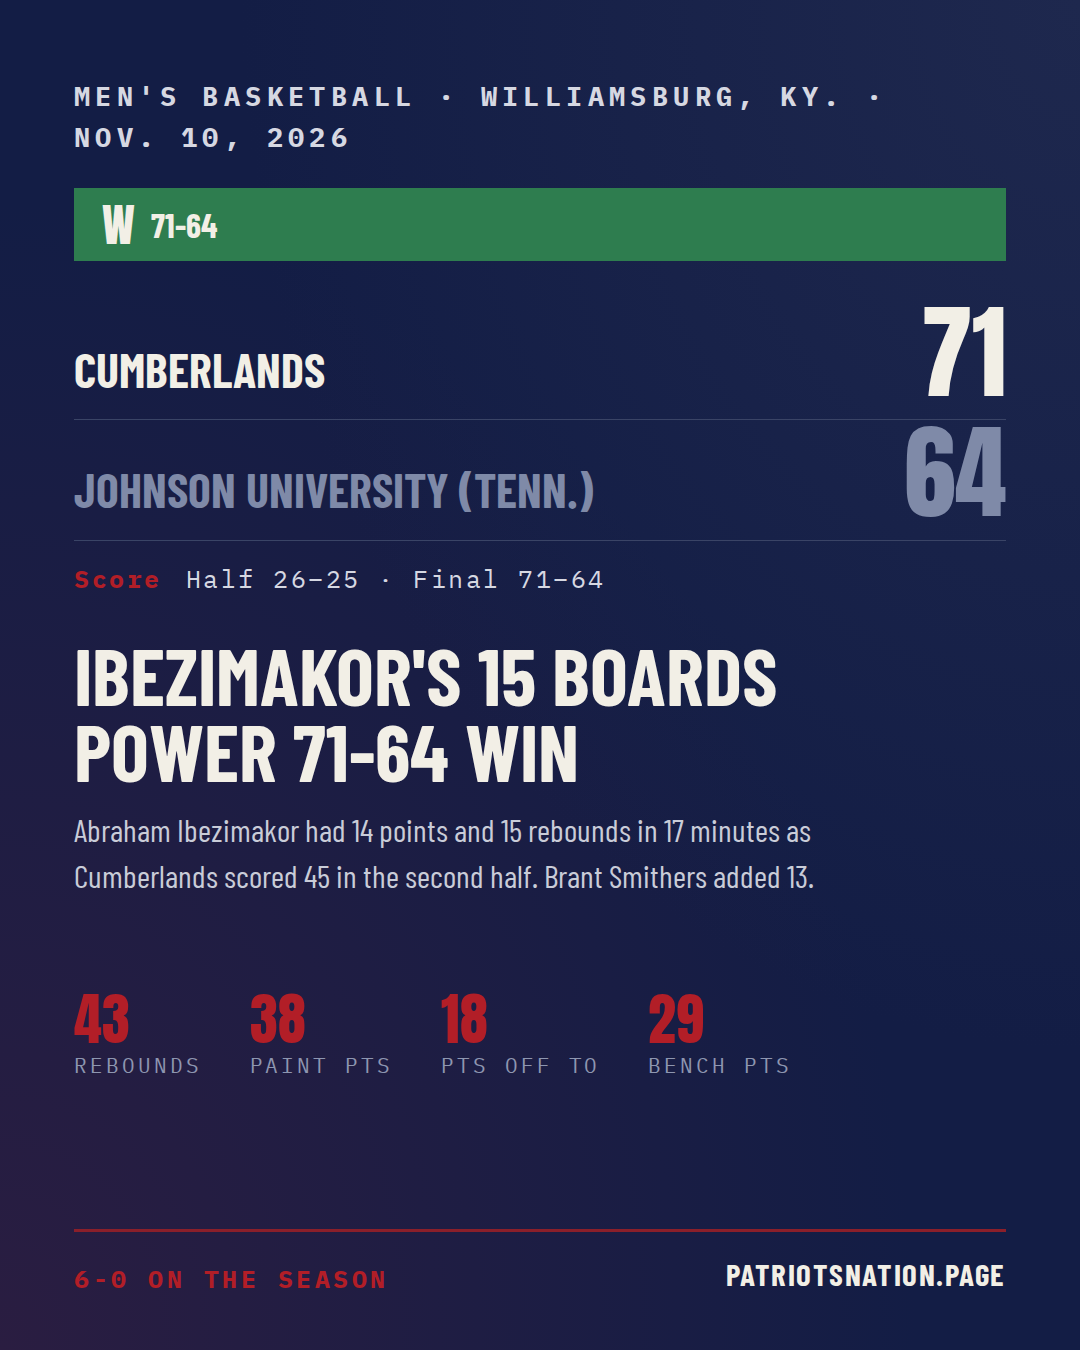 MEN'S BASKETBALL · WILLIAMSBURG, KY. ·
NOV. 10, 2026
W 71-64
CUMBERLANDS 71
JOHNSON UNIVERSITY (TENN.) 64
Score Half 26–25 · Final 71–64
IBEZIMAKOR'S 15 BOARDS
POWER 71-64 WIN
Abraham Ibezimakor had 14 points and 15 rebounds in 17 minutes as
Cumberlands scored 45 in the second half. Brant Smithers added 13.
43 38 18 29
REBOUNDS PAINT PTS PTS OFF TO BENCH PTS
6-0 ON THE SEASON PATRIOTSNATION.PAGE